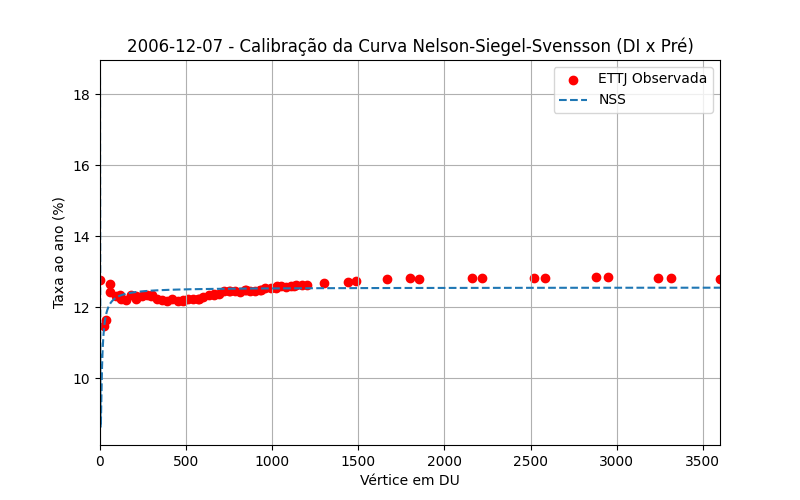 2006-12-07 - Calibração da Curva Nelson-Siegel-Svensson (DI x Pré)
ETTJ Observada
NSS
Taxa ao ano (%)
18
16
14
12
10
0 500 1000 1500 2000 2500 3000 3500
Vértice em DU